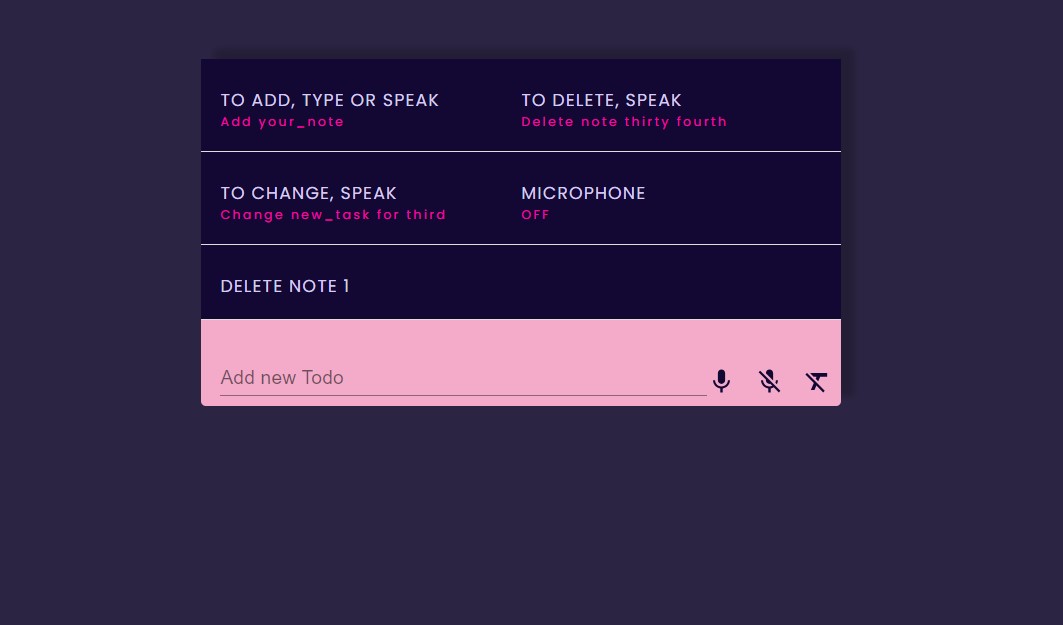 TO ADD, TYPE OR SPEAK
Add your_note
TO DELETE, SPEAK
Delete note thirty fourth
TO CHANGE, SPEAK
Change new_task for third
MICROPHONE
OFF
DELETE NOTE 1
Add new Todo